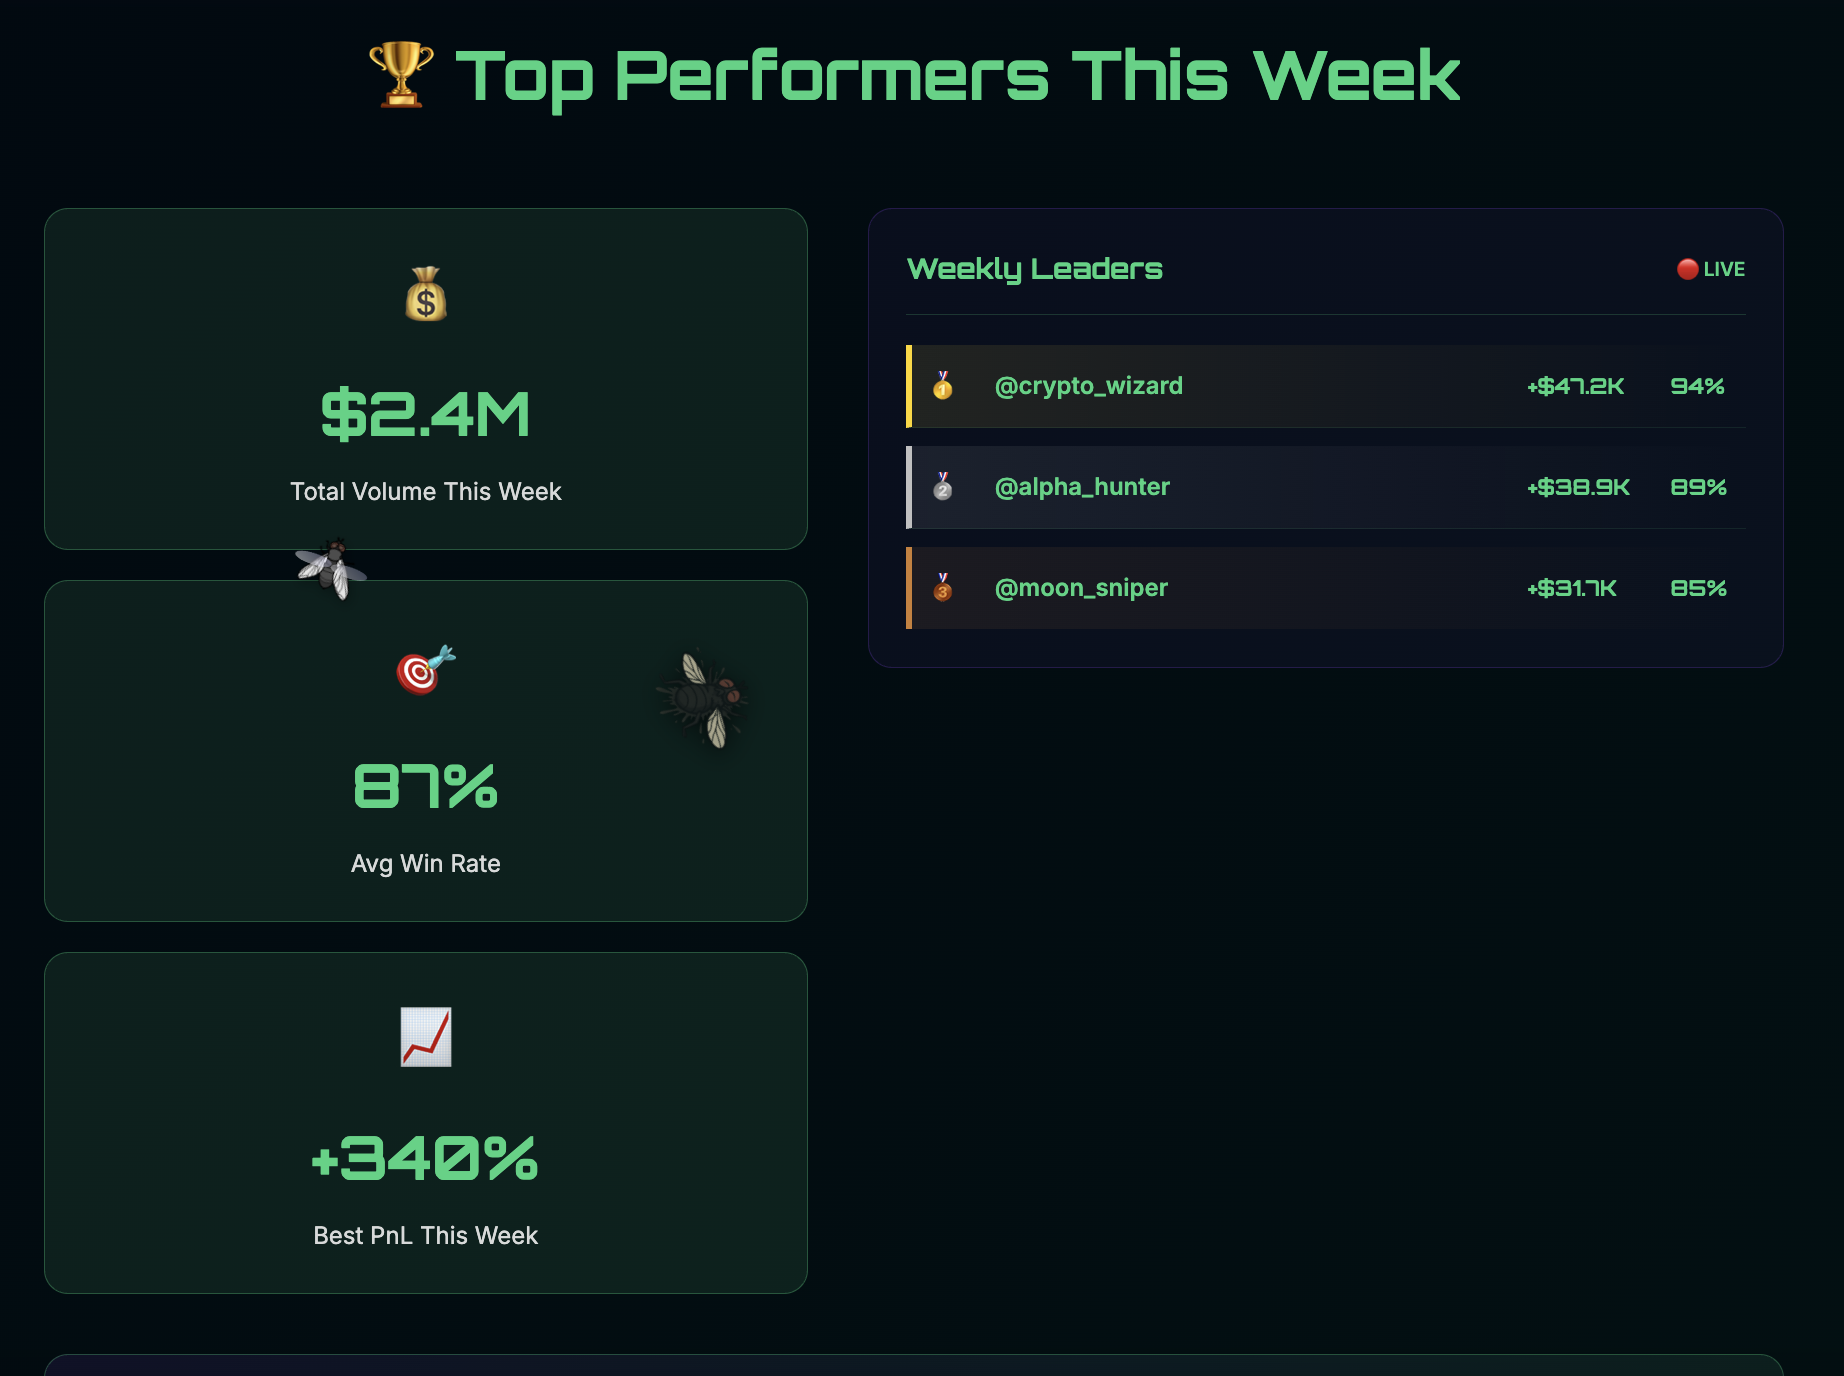 Top Performers This Week
$2.4M
Total Volume This Week
87%
Avg Win Rate
+340%
Best PnL This Week
Weekly Leaders
LIVE
1 @crypto_wizard +$47.2K 94%
2 @alpha_hunter +$38.9K 89%
3 @moon_sniper +$31.7K 85%